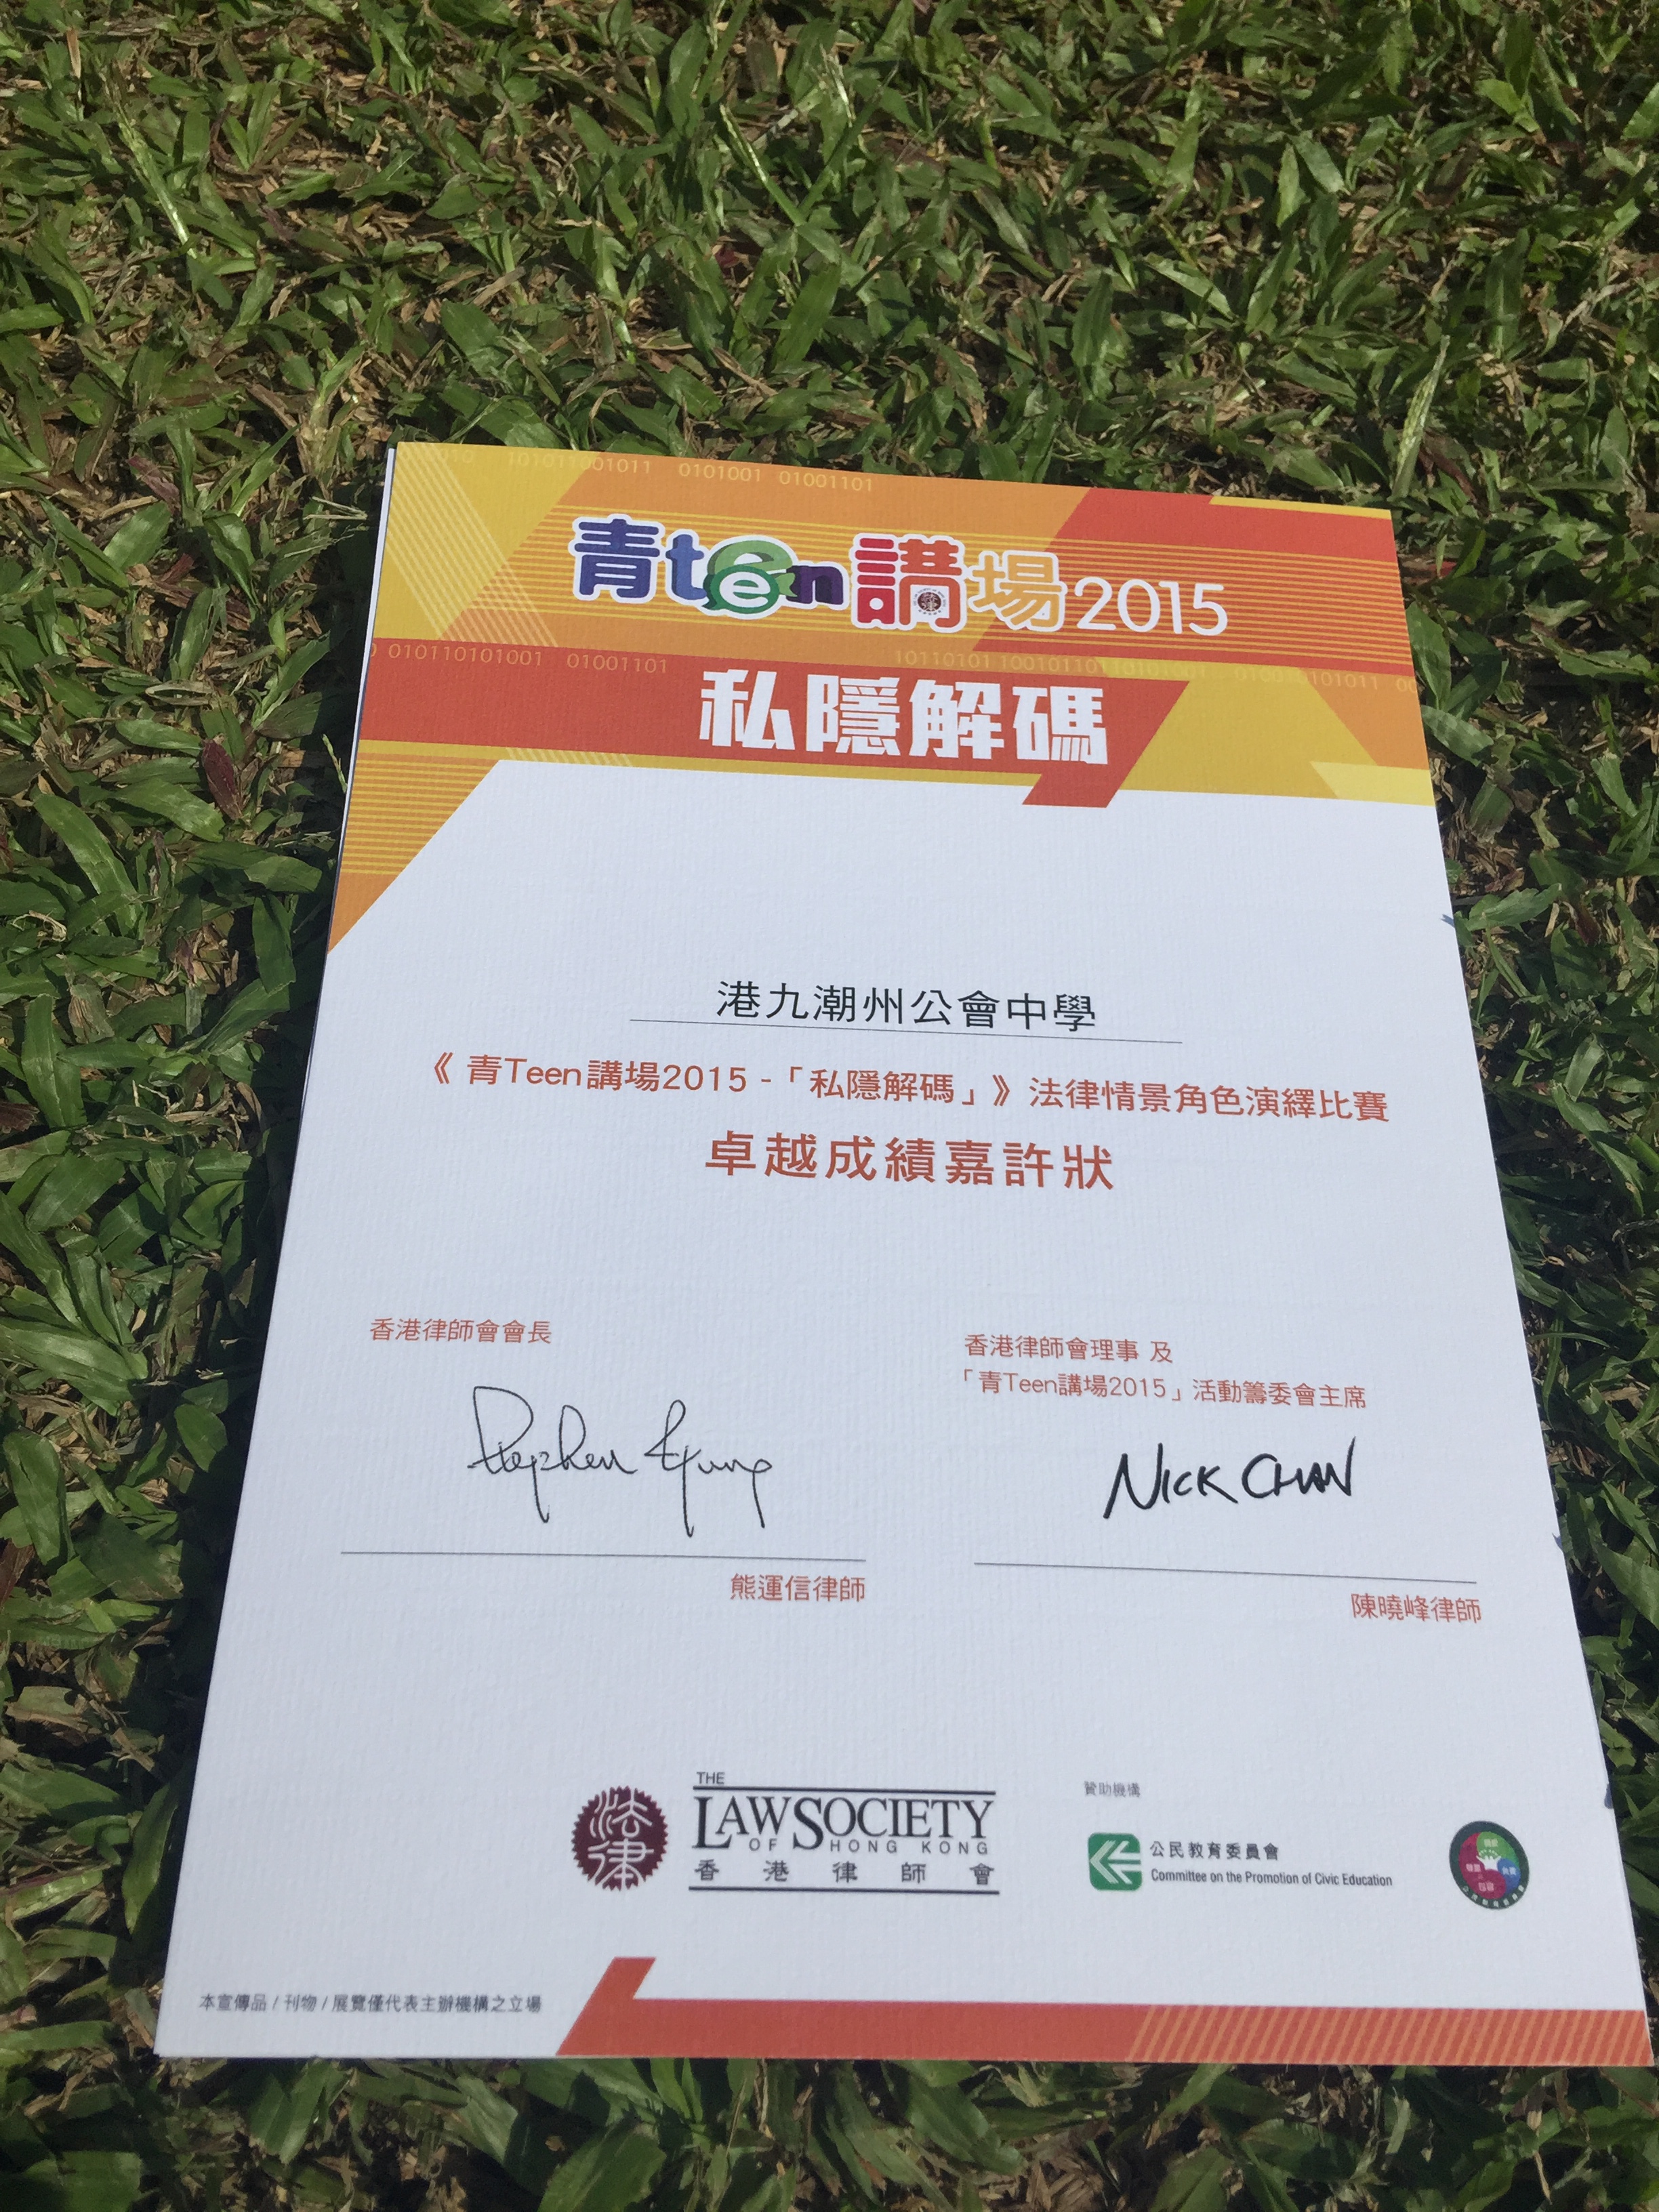 101011001011 0101001 01001101
青teen講場2015
010110101001 01001101
私隱解碼
港九潮州公會中學
《 青Teen講場2015 -「私隱解碼」》法律情景角色演繹比賽
卓越成績嘉許狀
香港律師會會長
香港律師會理事 及
「青Teen講場2015」活動籌委會主席
Stephen Hung
NICK CHAN
熊運信律師
陳曉峰律師
法律
THE
LAW SOCIETY
OF HONG KONG
香港律師會
贊助機構
公民教育委員會
Committee on the Promotion of Civic Education
本宣傳品 / 刊物 / 展覽僅代表主辦機構之立場